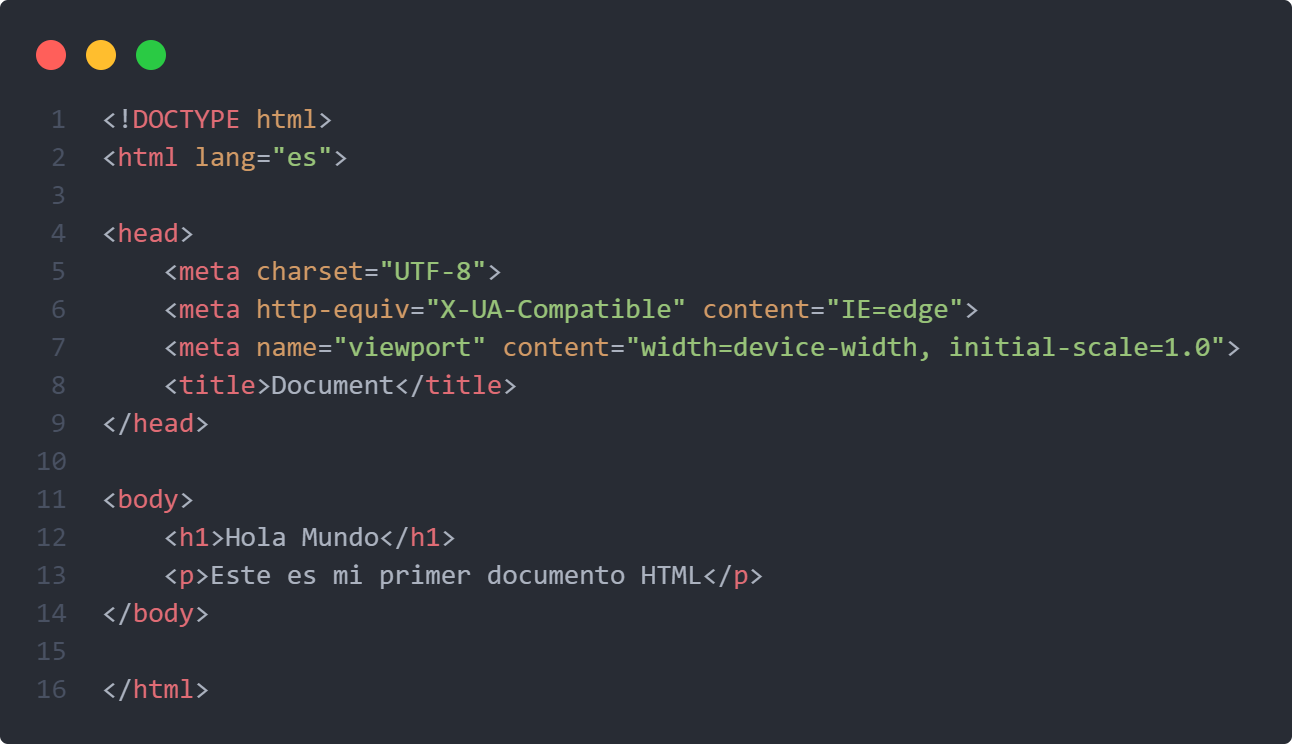 1 <!DOCTYPE html>
2 <html lang="es">
3
4 <head>
5     <meta charset="UTF-8">
6     <meta http-equiv="X-UA-Compatible" content="IE=edge">
7     <meta name="viewport" content="width=device-width, initial-scale=1.0">
8     <title>Document</title>
9 </head>
10
11 <body>
12     <h1>Hola Mundo</h1>
13     <p>Este es mi primer documento HTML</p>
14 </body>
15
16 </html>